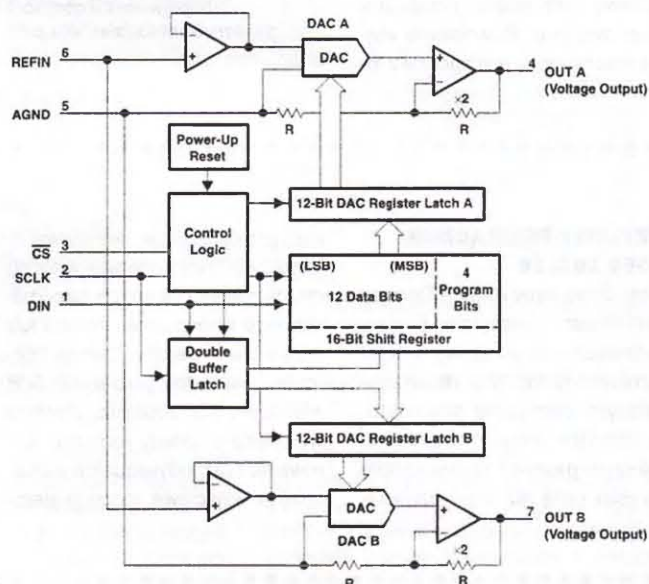 DAC A
6
REFIN
DAC
4
OUT A
(Voltage Output)
5
AGND
R
×2
R
Power-Up
Reset
12-Bit DAC Register Latch A
Control
Logic
CS 3
SCLK 2
DIN 1
(LSB) (MSB)
12 Data Bits
4
Program
Bits
16-Bit Shift Register
Double
Buffer
Latch
12-Bit DAC Register Latch B
DAC
DAC B
7
OUT B
(Voltage Output)
×2
R
R